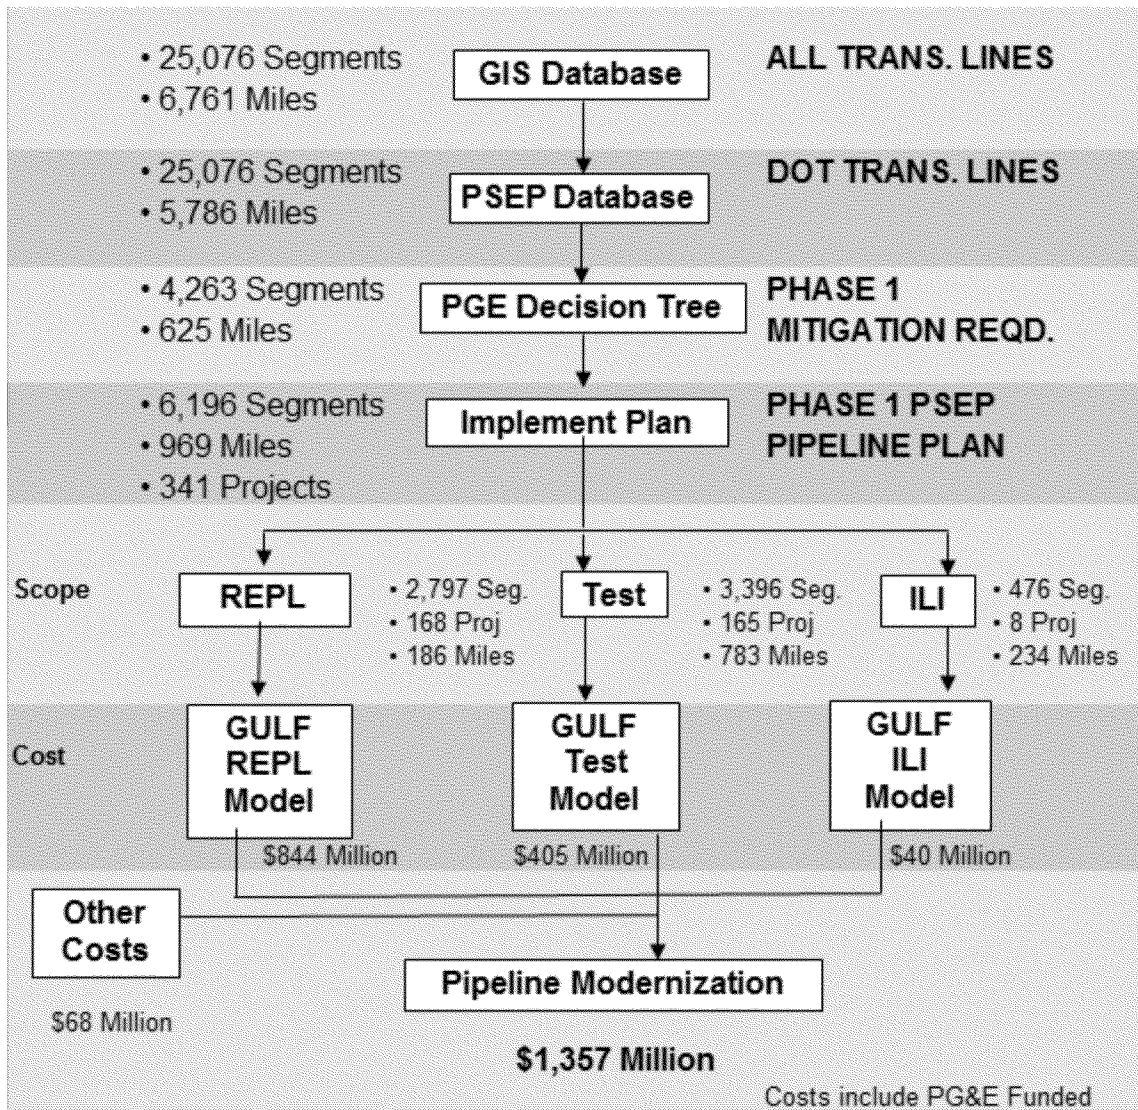 • 25,076 Segments
• 6,761 Miles
GIS Database
ALL TRANS. LINES
• 25,076 Segments
• 5,786 Miles
PSEP Database
DOT TRANS. LINES
• 4,263 Segments
• 625 Miles
PGE Decision Tree
PHASE 1
MITIGATION REQD.
• 6,196 Segments
• 969 Miles
• 341 Projects
Implement Plan
PHASE 1 PSEP
PIPELINE PLAN
Scope
REPL
• 2,797 Seg.
• 168 Proj
• 186 Miles
Test
• 3,396 Seg.
• 165 Proj
• 783 Miles
ILI
• 476 Seg.
• 8 Proj
• 234 Miles
Cost
GULF
REPL
Model
$844 Million
GULF
Test
Model
$405 Million
GULF
ILI
Model
$40 Million
Other
Costs
$68 Million
Pipeline Modernization
$1,357 Million
Costs include PG&E Funded